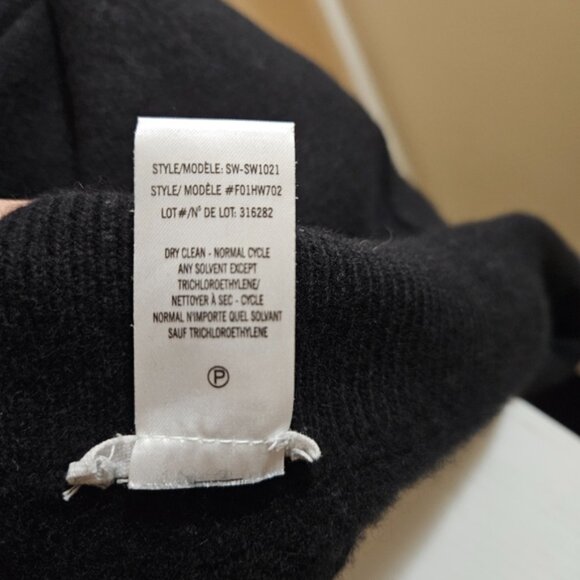 STYLE/MODÈLE: SW-SW1021
STYLE/ MODÈLE #F01HW702
LOT#/N° DE LOT: 316282
DRY CLEAN - NORMAL CYCLE
ANY SOLVENT EXCEPT
TRICHLOROETHYLENE/
NETTOYER À SEC - CYCLE
NORMAL N'IMPORTE QUEL SOLVANT
SAUF TRICHLOROETHYLENE
P